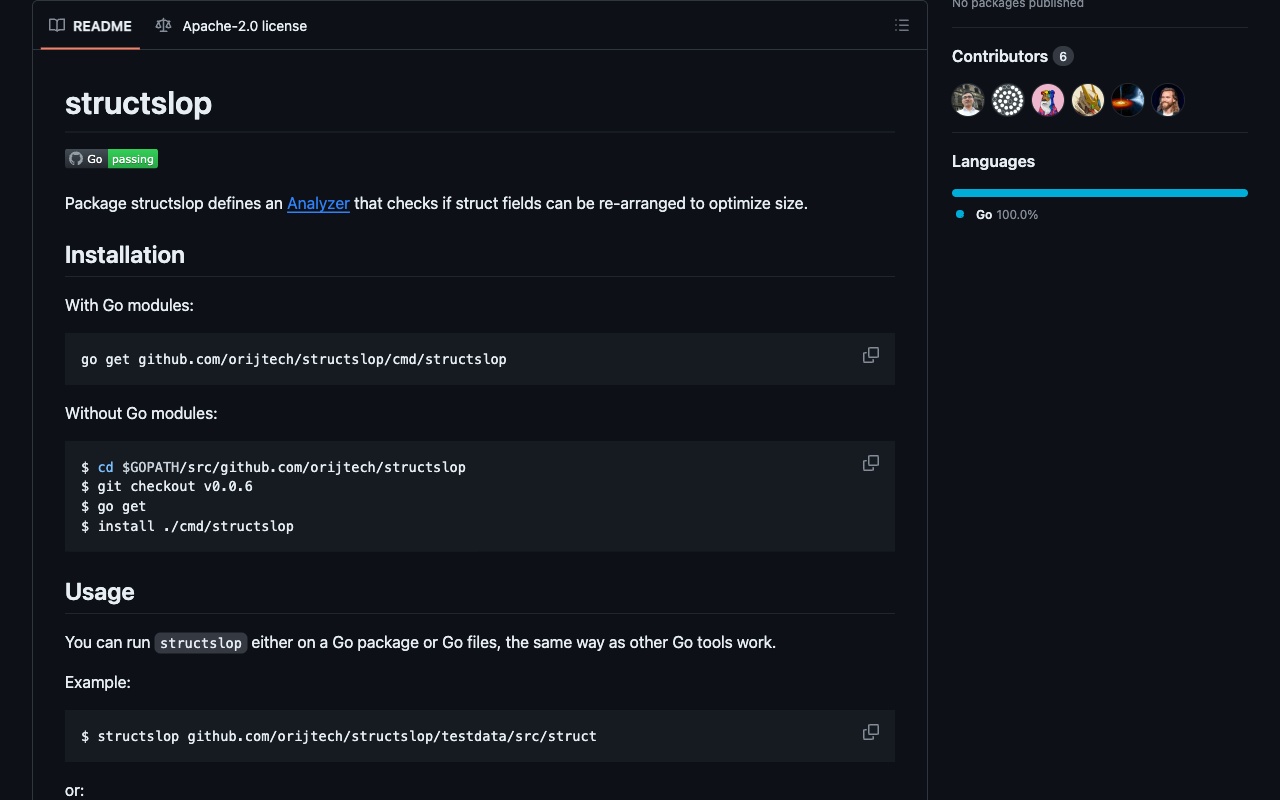 README
Apache-2.0 license
structslop
Go passing
Package structslop defines an Analyzer that checks if struct fields can be re-arranged to optimize size.
Installation
With Go modules:
go get github.com/orijtech/structslop/cmd/structslop
Without Go modules:
$ cd $GOPATH/src/github.com/orijtech/structslop
$ git checkout v0.0.6
$ go get
$ install ./cmd/structslop
Usage
You can run structslop either on a Go package or Go files, the same way as other Go tools work.
Example:
$ structslop github.com/orijtech/structslop/testdata/src/struct
or:
No packages published
Contributors 6
Languages
Go 100.0%